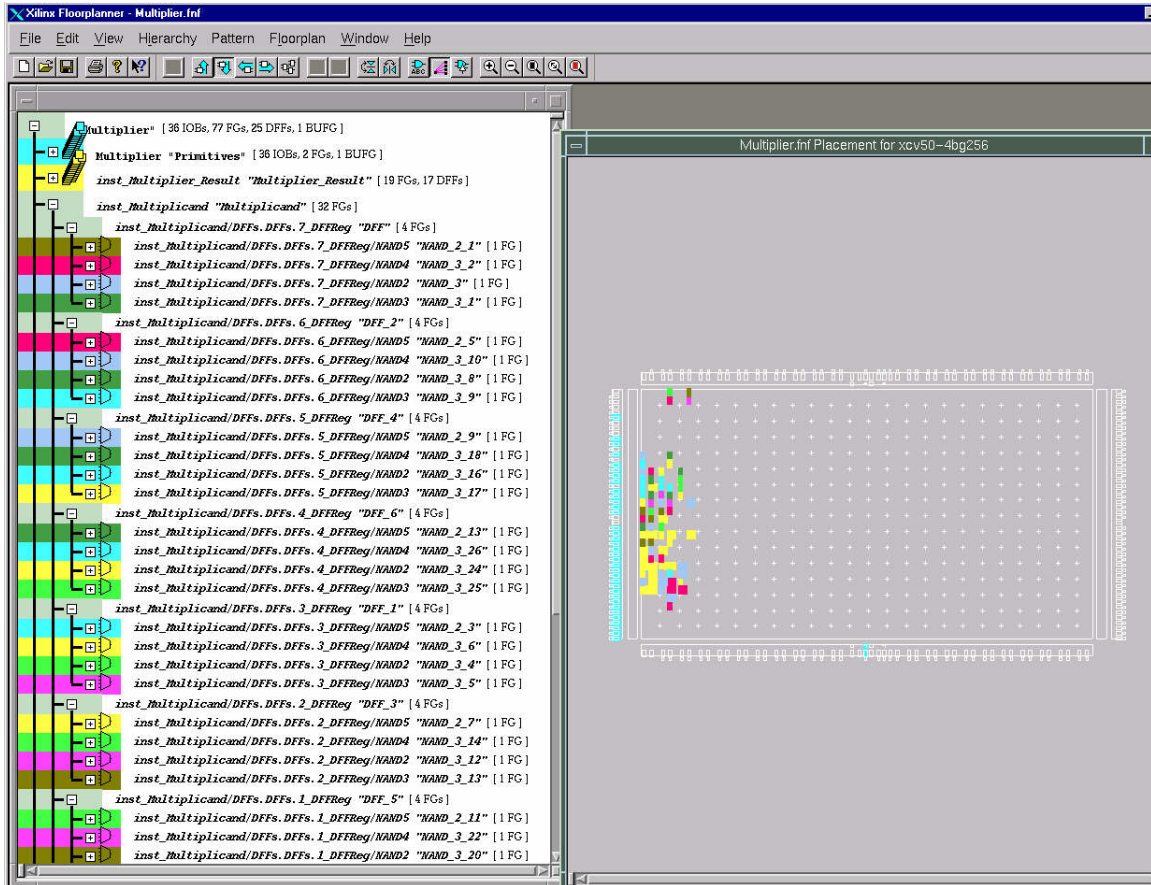 Xilinx Floorplanner - Multiplier.fnf
File Edit View Hierarchy Pattern Floorplan Window Help
ABC
Multiplier" [ 36 IOBs, 77 FGs, 25 DFFs, 1 BUFG ]
Multiplier "Primitives" [ 36 IOBs, 2 FGs, 1 BUFG ]
inst_Multiplier_Result "Multiplier_Result" [ 19 FGs, 17 DFFs ]
inst_Multiplicand "Multiplicand" [ 32 FGs ]
inst_Multiplicand/DFFs.DFFs.7_DFFReg "DFF" [ 4 FGs ]
inst_Multiplicand/DFFs.DFFs.7_DFFReg/NAND5 "NAND_2_1" [ 1 FG ]
inst_Multiplicand/DFFs.DFFs.7_DFFReg/NAND4 "NAND_3_2" [ 1 FG ]
inst_Multiplicand/DFFs.DFFs.7_DFFReg/NAND2 "NAND_3" [ 1 FG ]
inst_Multiplicand/DFFs.DFFs.7_DFFReg/NAND3 "NAND_3_1" [ 1 FG ]
inst_Multiplicand/DFFs.DFFs.6_DFFReg "DFF_2" [ 4 FGs ]
inst_Multiplicand/DFFs.DFFs.6_DFFReg/NAND5 "NAND_2_5" [ 1 FG ]
inst_Multiplicand/DFFs.DFFs.6_DFFReg/NAND4 "NAND_3_10" [ 1 FG ]
inst_Multiplicand/DFFs.DFFs.6_DFFReg/NAND2 "NAND_3_8" [ 1 FG ]
inst_Multiplicand/DFFs.DFFs.6_DFFReg/NAND3 "NAND_3_9" [ 1 FG ]
inst_Multiplicand/DFFs.DFFs.5_DFFReg "DFF_4" [ 4 FGs ]
inst_Multiplicand/DFFs.DFFs.5_DFFReg/NAND5 "NAND_2_9" [ 1 FG ]
inst_Multiplicand/DFFs.DFFs.5_DFFReg/NAND4 "NAND_3_18" [ 1 FG ]
inst_Multiplicand/DFFs.DFFs.5_DFFReg/NAND2 "NAND_3_16" [ 1 FG ]
inst_Multiplicand/DFFs.DFFs.5_DFFReg/NAND3 "NAND_3_17" [ 1 FG ]
inst_Multiplicand/DFFs.DFFs.4_DFFReg "DFF_6" [ 4 FGs ]
inst_Multiplicand/DFFs.DFFs.4_DFFReg/NAND5 "NAND_2_13" [ 1 FG ]
inst_Multiplicand/DFFs.DFFs.4_DFFReg/NAND4 "NAND_3_26" [ 1 FG ]
inst_Multiplicand/DFFs.DFFs.4_DFFReg/NAND2 "NAND_3_24" [ 1 FG ]
inst_Multiplicand/DFFs.DFFs.4_DFFReg/NAND3 "NAND_3_25" [ 1 FG ]
inst_Multiplicand/DFFs.DFFs.3_DFFReg "DFF_1" [ 4 FGs ]
inst_Multiplicand/DFFs.DFFs.3_DFFReg/NAND5 "NAND_2_3" [ 1 FG ]
inst_Multiplicand/DFFs.DFFs.3_DFFReg/NAND4 "NAND_3_6" [ 1 FG ]
inst_Multiplicand/DFFs.DFFs.3_DFFReg/NAND2 "NAND_3_4" [ 1 FG ]
inst_Multiplicand/DFFs.DFFs.3_DFFReg/NAND3 "NAND_3_5" [ 1 FG ]
inst_Multiplicand/DFFs.DFFs.2_DFFReg "DFF_3" [ 4 FGs ]
inst_Multiplicand/DFFs.DFFs.2_DFFReg/NAND5 "NAND_2_7" [ 1 FG ]
inst_Multiplicand/DFFs.DFFs.2_DFFReg/NAND4 "NAND_3_14" [ 1 FG ]
inst_Multiplicand/DFFs.DFFs.2_DFFReg/NAND2 "NAND_3_12" [ 1 FG ]
inst_Multiplicand/DFFs.DFFs.2_DFFReg/NAND3 "NAND_3_13" [ 1 FG ]
inst_Multiplicand/DFFs.DFFs.1_DFFReg "DFF_5" [ 4 FGs ]
inst_Multiplicand/DFFs.DFFs.1_DFFReg/NAND5 "NAND_2_11" [ 1 FG ]
inst_Multiplicand/DFFs.DFFs.1_DFFReg/NAND4 "NAND_3_22" [ 1 FG ]
inst_Multiplicand/DFFs.DFFs.1_DFFReg/NAND2 "NAND_3_20" [ 1 FG ]
Multiplier.fnf Placement for xcv50-4bg256